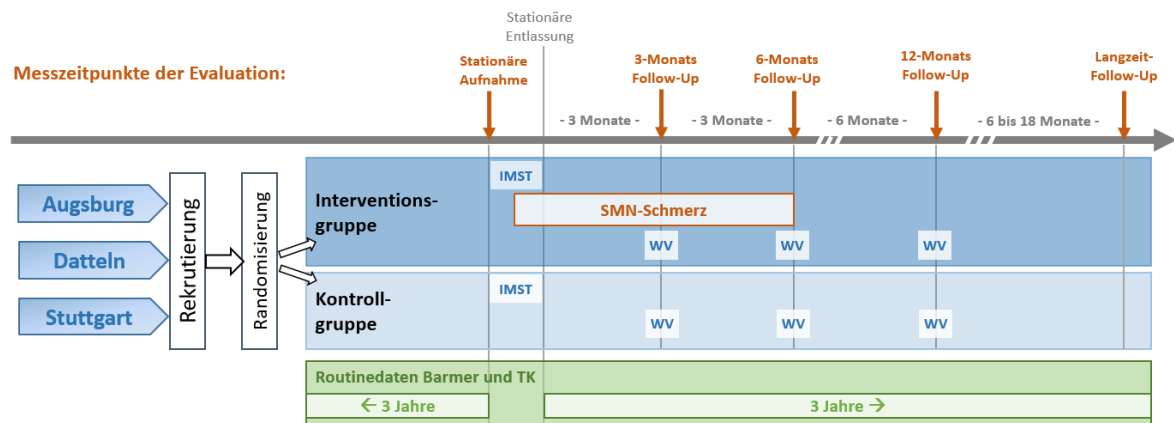 Stationäre
Entlassung
Messzeitpunkte der Evaluation:
Stationäre
Aufnahme
3-Monats
Follow-Up
6-Monats
Follow-Up
12-Monats
Follow-Up
Langzeit-
Follow-Up
- 3 Monate -
- 3 Monate -
- 6 Monate -
- 6 bis 18 Monate -
Augsburg
Datteln
Stuttgart
Rekrutierung
Randomisierung
Interventions-
gruppe
IMST
SMN-Schmerz
WV
WV
WV
Kontroll-
gruppe
IMST
WV
WV
WV
Routinedaten Barmer und TK
← 3 Jahre
3 Jahre →